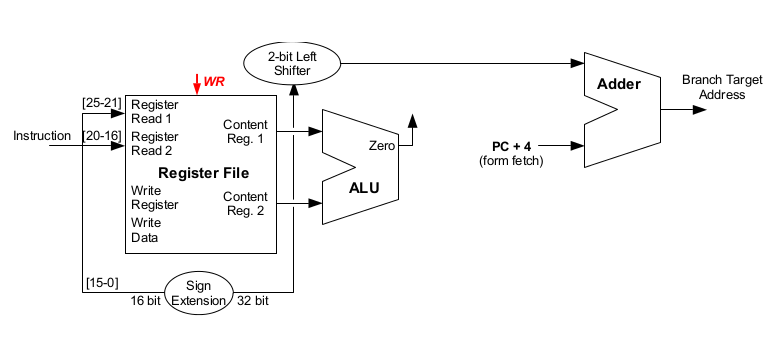 2-bit Left
Shifter
WR
Adder
Branch Target
Address
[25-21]
Register
Read 1
Instruction
[20-16]
Register
Read 2
Content
Reg. 1
Zero
PC + 4
(form fetch)
Register File
ALU
Write
Register
Content
Reg. 2
Write
Data
[15-0]
Sign
Extension
16 bit
32 bit